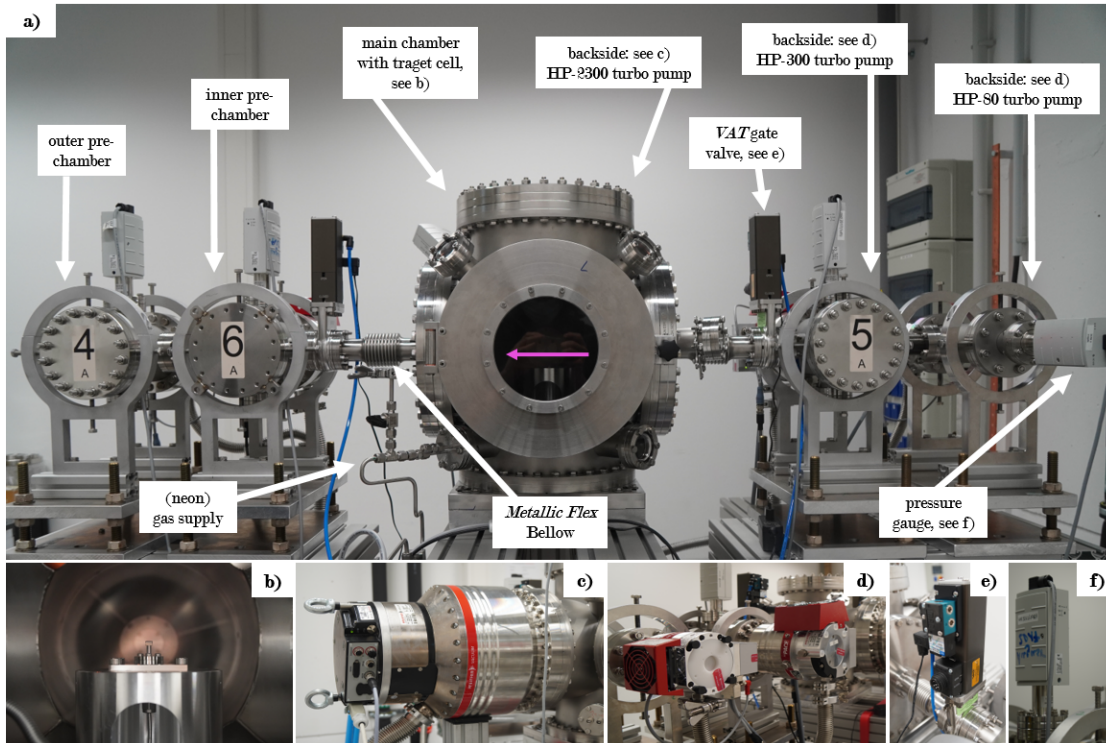 a)
main chamber
with traget cell,
see b)
backside: see c)
HP-2300 turbo pump
backside: see d)
HP-300 turbo pump
backside: see d)
HP-80 turbo pump
inner pre-
chamber
outer pre-
chamber
VAT gate
valve, see e)
4
A
6
A
5
A
(neon)
gas supply
Metallic Flex
Bellow
pressure
gauge, see f)
b)
c)
d)
e)
f)